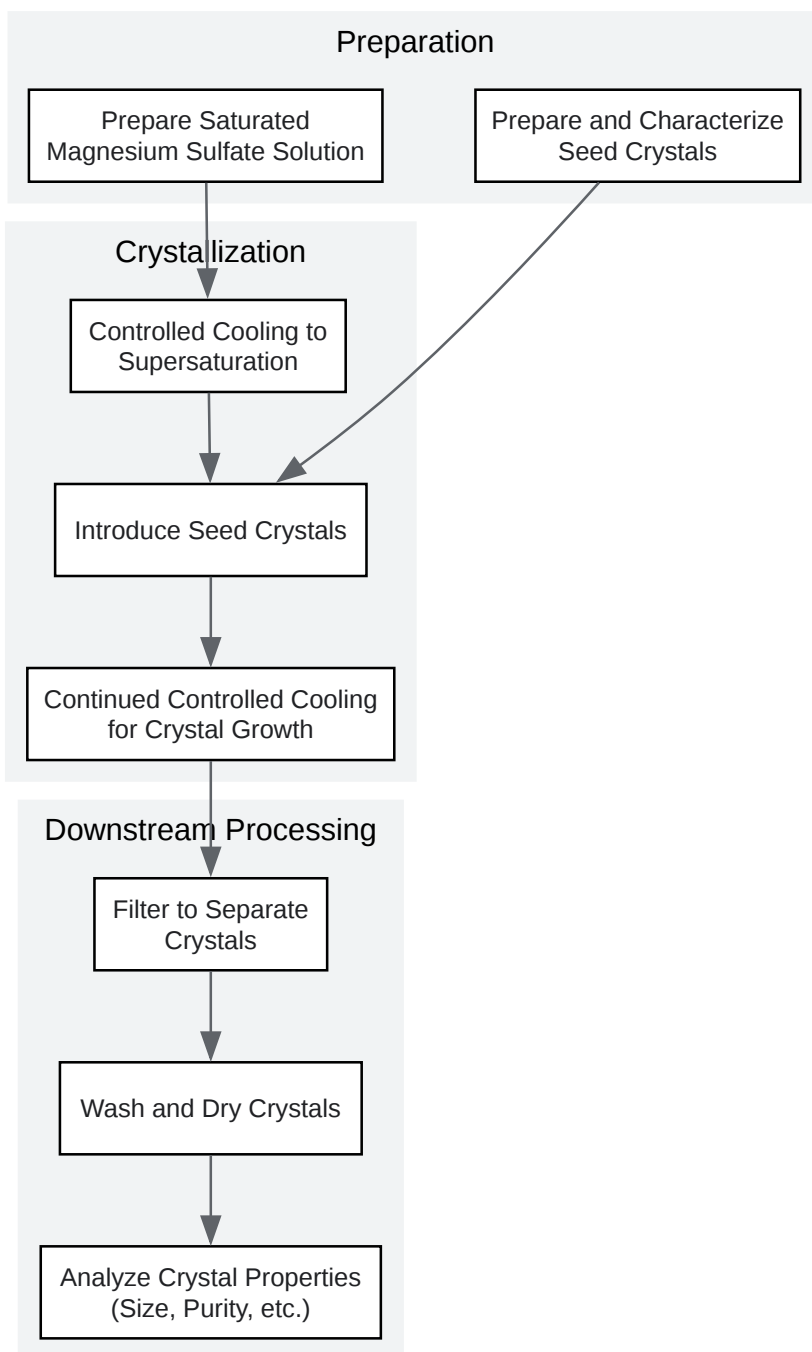 Preparation
Prepare Saturated
Magnesium Sulfate Solution
Prepare and Characterize
Seed Crystals
Crystallization
Controlled Cooling to
Supersaturation
Introduce Seed Crystals
Continued Controlled Cooling
for Crystal Growth
Downstream Processing
Filter to Separate
Crystals
Wash and Dry Crystals
Analyze Crystal Properties
(Size, Purity, etc.)